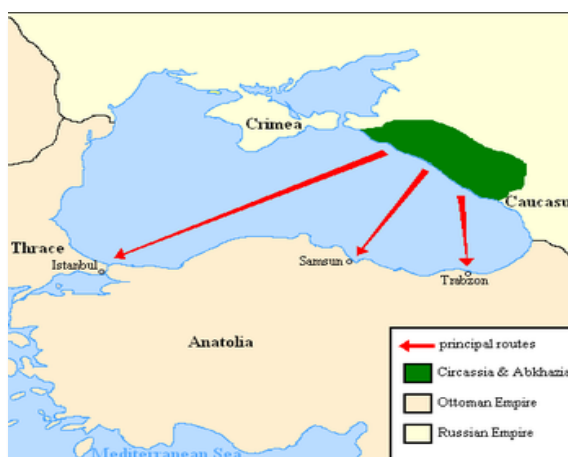 Crimea
Caucasu
Thrace
Istanbul
Samsun
Trabzon
Anatolia
principal routes
Circassia & Abkhazia
Ottoman Empire
Russian Empire
Mediterranean Sea